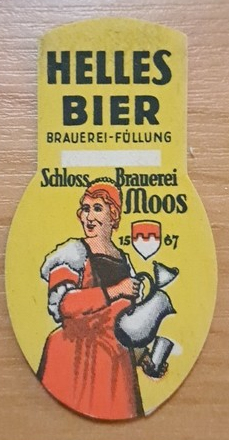 HELLES
BIER
BRAUEREI-FÜLLUNG
Schloss Brauerei
Moos
15 67